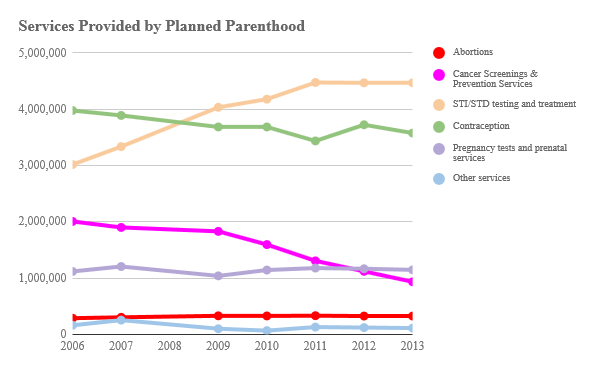 Services Provided by Planned Parenthood
5,000,000
4,000,000
3,000,000
2,000,000
1,000,000
0
2006 2007 2008 2009 2010 2011 2012 2013
Abortions
Cancer Screenings &
Prevention Services
STI/STD testing and treatment
Contraception
Pregnancy tests and prenatal
services
Other services